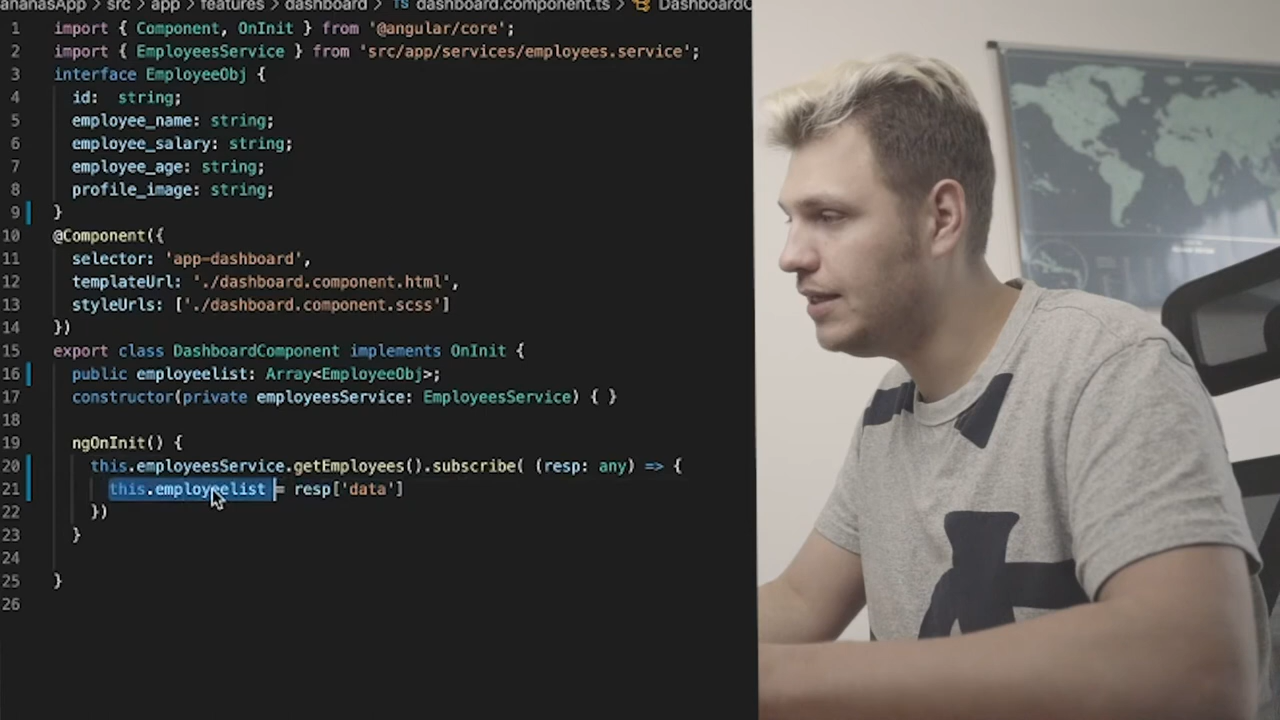 ananasApp > src > app > features > dashboard > TS dashboard.component.ts > DashboardC
1 import { Component, OnInit } from '@angular/core';
2 import { EmployeesService } from 'src/app/services/employees.service';
3 interface EmployeeObj {
4 id:  string;
5 employee_name: string;
6 employee_salary: string;
7 employee_age: string;
8 profile_image: string;
9 }
10 @Component({
11 selector: 'app-dashboard',
12 templateUrl: './dashboard.component.html',
13 styleUrls: ['./dashboard.component.scss']
14 })
15 export class DashboardComponent implements OnInit {
16 public employeelist: Array<EmployeeObj>;
17 constructor(private employeesService: EmployeesService) { }
18
19 ngOnInit() {
20 this.employeesService.getEmployees().subscribe( (resp: any) => {
21 this.employeelist = resp['data']
22 })
23 }
24
25 }
26